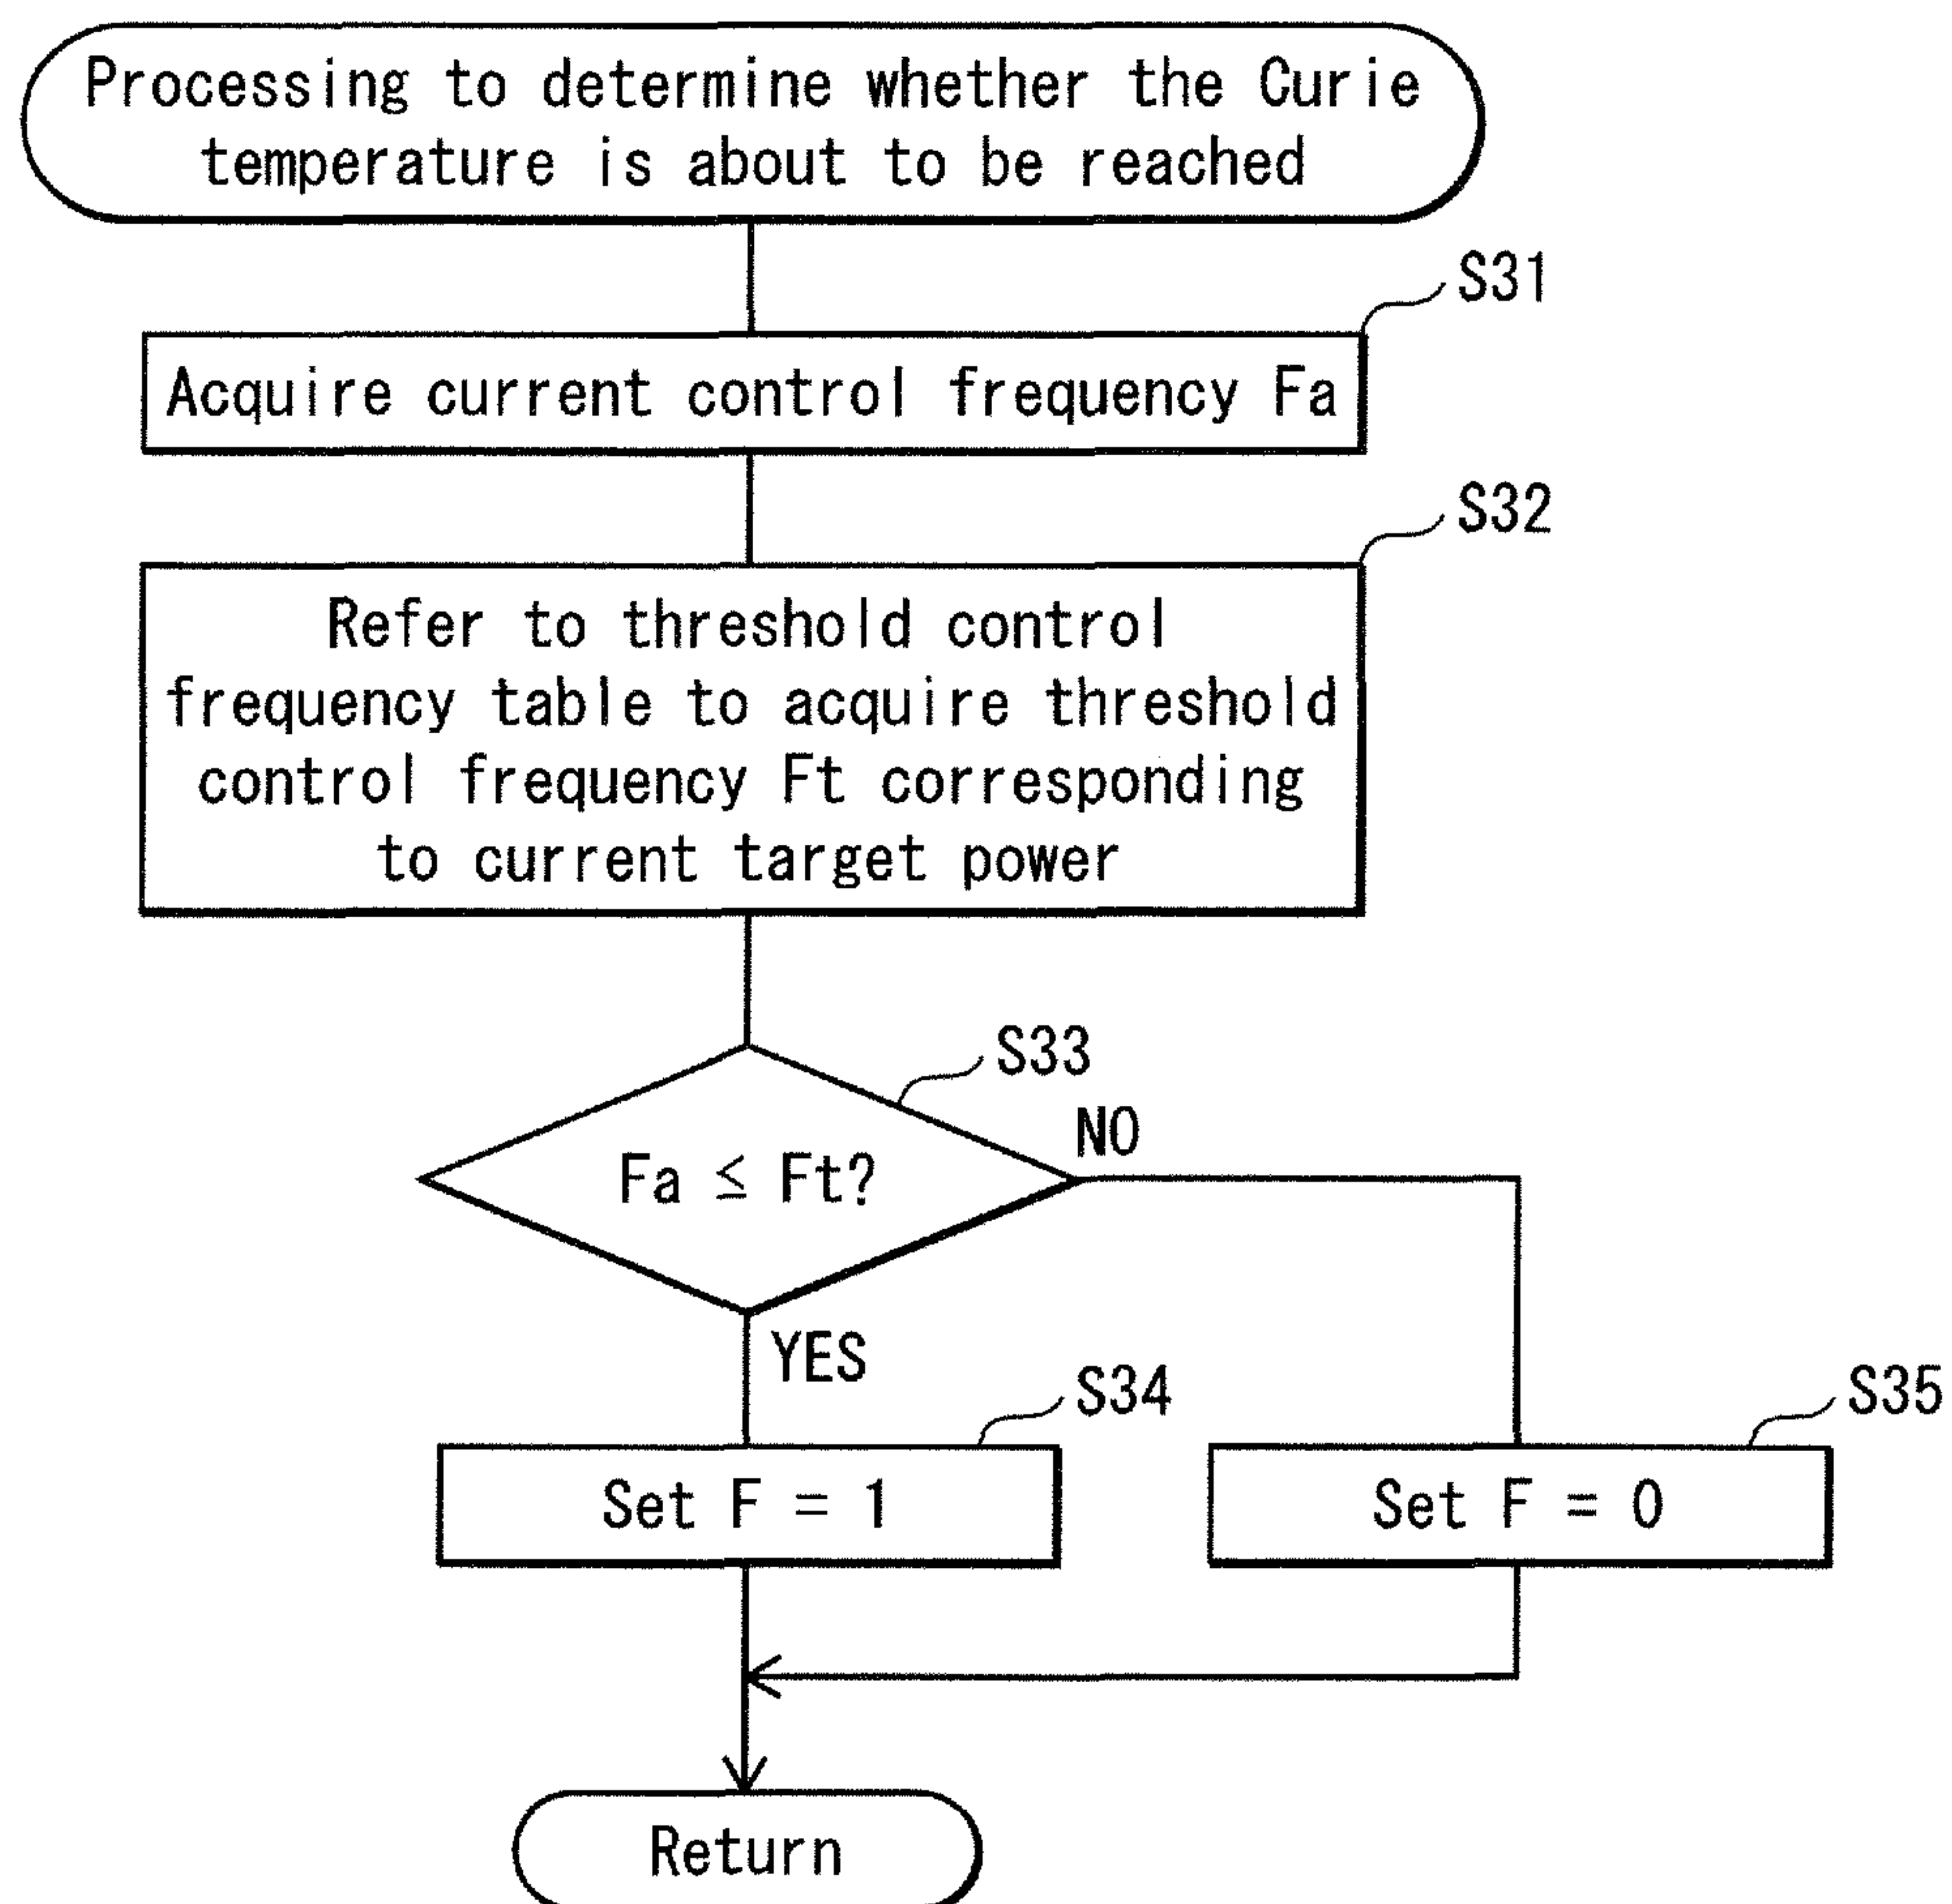 Processing to determine whether the Curie
temperature is about to be reached
S31
Acquire current control frequency Fa
S32
Refer to threshold control
frequency table to acquire threshold
control frequency Ft corresponding
to current target power
S33
NO
Fa ≤ Ft?
YES
S34
S35
Set F = 1
Set F = 0
Return